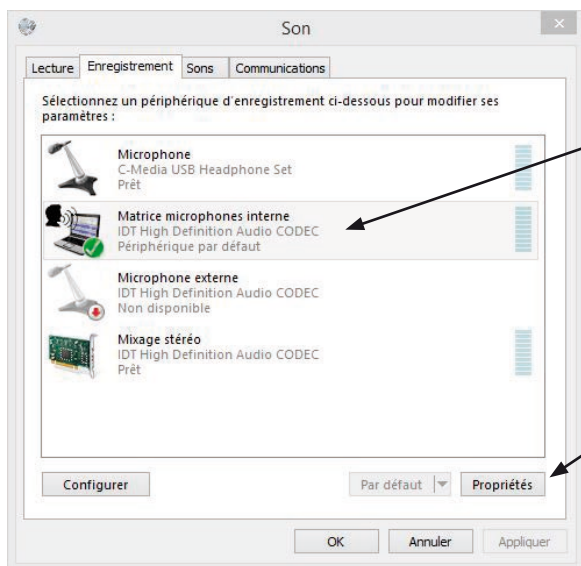 Son
Lecture Enregistrement Sons Communications
Sélectionnez un périphérique d'enregistrement ci-dessous pour modifier ses
paramètres :
Microphone
C-Media USB Headphone Set
Prêt
Matrice microphones interne
IDT High Definition Audio CODEC
Périphérique par défaut
Microphone externe
IDT High Definition Audio CODEC
Non disponible
Mixage stéréo
IDT High Definition Audio CODEC
Prêt
Configurer Par défaut Propriétés
OK Annuler Appliquer